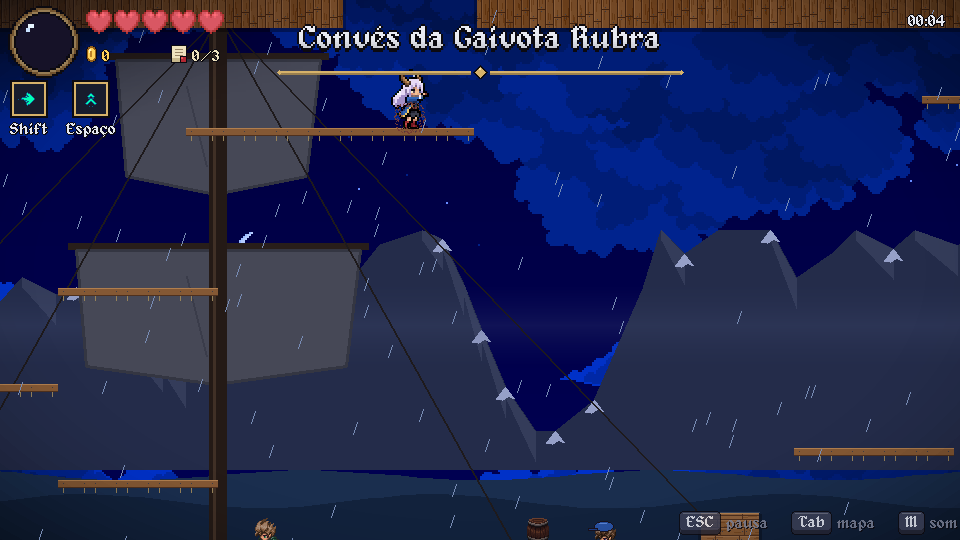 Convés da Gaivota Rubra
00:04
0
0/3
Shift
Espaço
ESC pausa
Tab mapa
M som